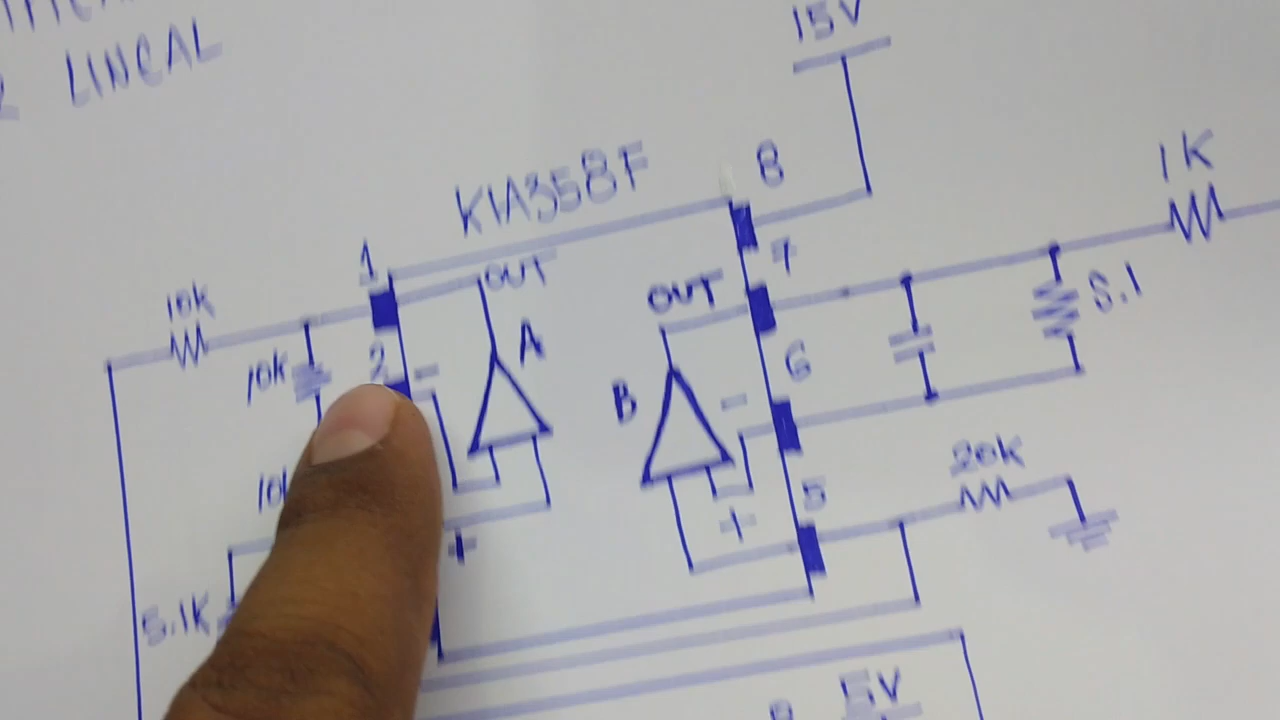 LINEAL
15V
KIA358F
8
1K
1
OUT
7
10K
OUT
5.1
A
2
-
6
10K
B
-
20K
5
+
+
5.1K
5V